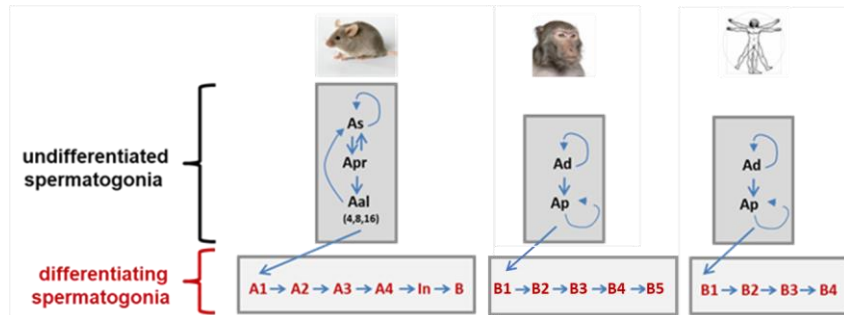 undifferentiated
spermatogonia
As
Apr
Aal
(4,8,16)
Ad
Ap
Ad
Ap
differentiating
spermatogonia
A1 → A2 → A3 → A4 → In → B
B1 → B2 → B3 → B4 → B5
B1 → B2 → B3 → B4